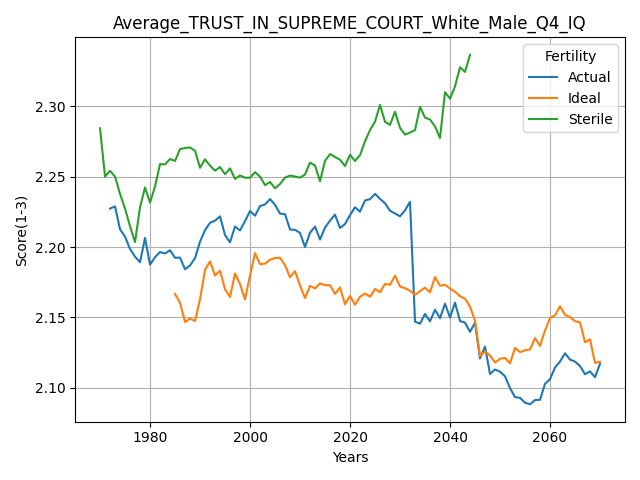 Average_TRUST_IN_SUPREME_COURT_White_Male_Q4_IQ
Fertility
Actual
Ideal
Sterile
Score(1-3)
2.30
2.25
2.20
2.15
2.10
1980 2000 2020 2040 2060
Years